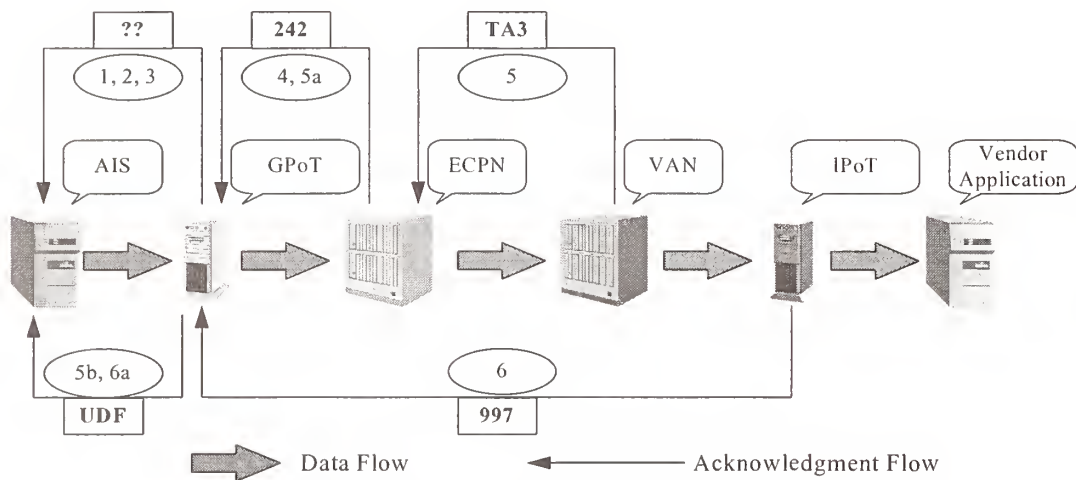 ??
242
TA3
1, 2, 3
4, 5a
5
AIS
GPoT
ECPN
VAN
IPoT
Vendor
Application
5b, 6a
6
UDF
997
Data Flow
Acknowledgment Flow